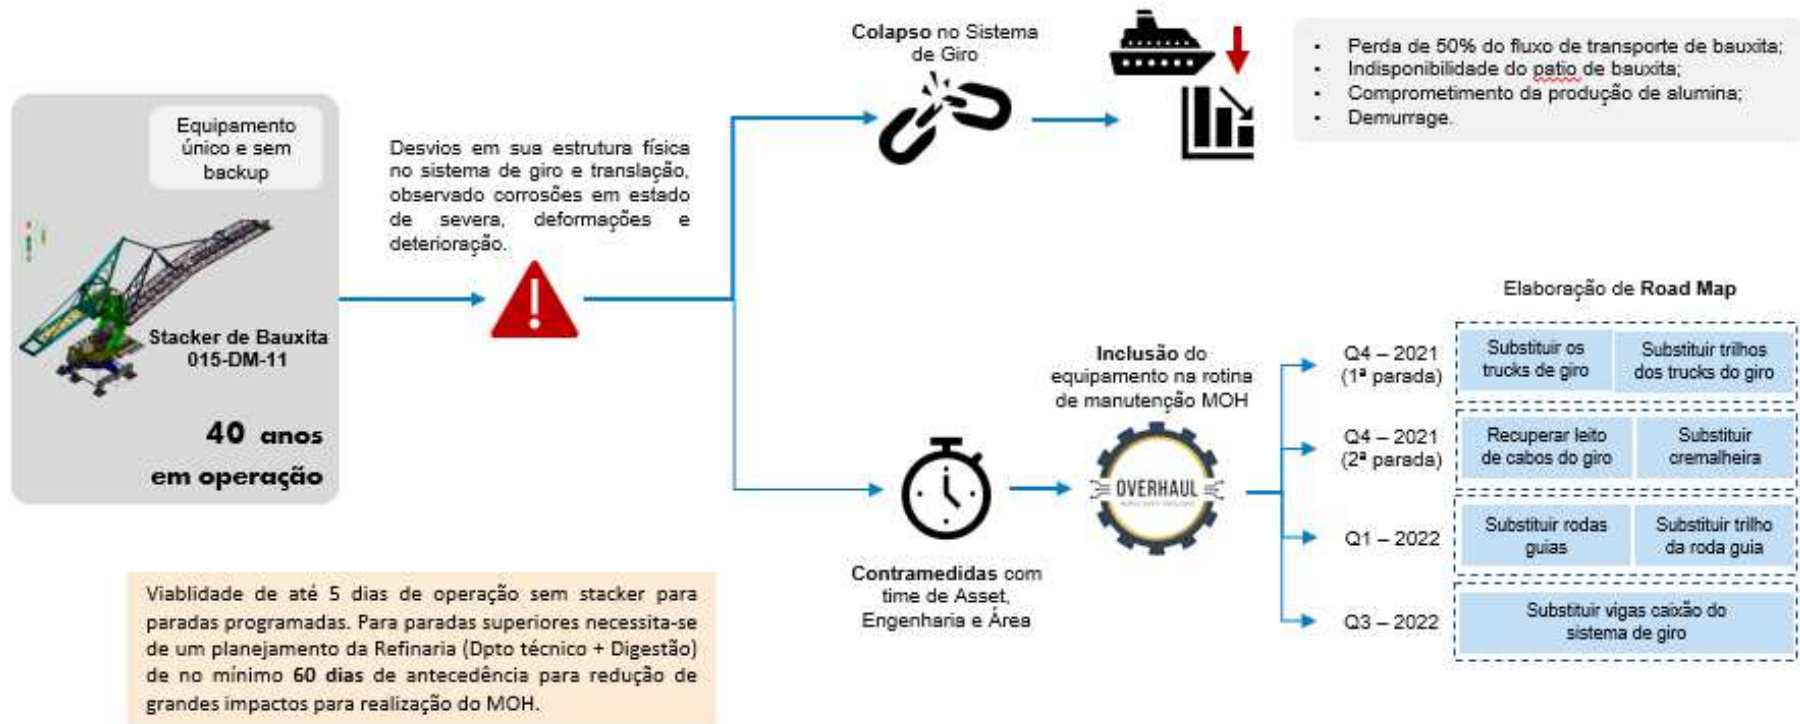 Equipamento
único e sem
backup
Stacker de Bauxita
015-DM-11
40 anos
em operação
Desvios em sua estrutura física
no sistema de giro e translação,
observado corrosões em estado
de severa, deformações e
deterioração.
Colapso no Sistema
de Giro
• Perda de 50% do fluxo de transporte de bauxita;
• Indisponibilidade do patio de bauxita;
• Comprometimento da produção de alumina;
• Demurrage.
Contramedidas com
time de Asset,
Engenharia e Área
Inclusão do
equipamento na rotina
de manutenção MOH
OVERHAUL
Elaboração de Road Map
Q4 – 2021
(1ª parada)
Substituir os
trucks de giro
Substituir trilhos
dos trucks do giro
Q4 – 2021
(2ª parada)
Recuperar leito
de cabos do giro
Substituir
cremalheira
Q1 – 2022
Substituir rodas
guias
Substituir trilho
da roda guia
Q3 – 2022
Substituir vigas caixão do
sistema de giro
Viablidade de até 5 dias de operação sem stacker para
paradas programadas. Para paradas superiores necessita-se
de um planejamento da Refinaria (Dpto técnico + Digestão)
de no mínimo 60 dias de antecedência para redução de
grandes impactos para realização do MOH.